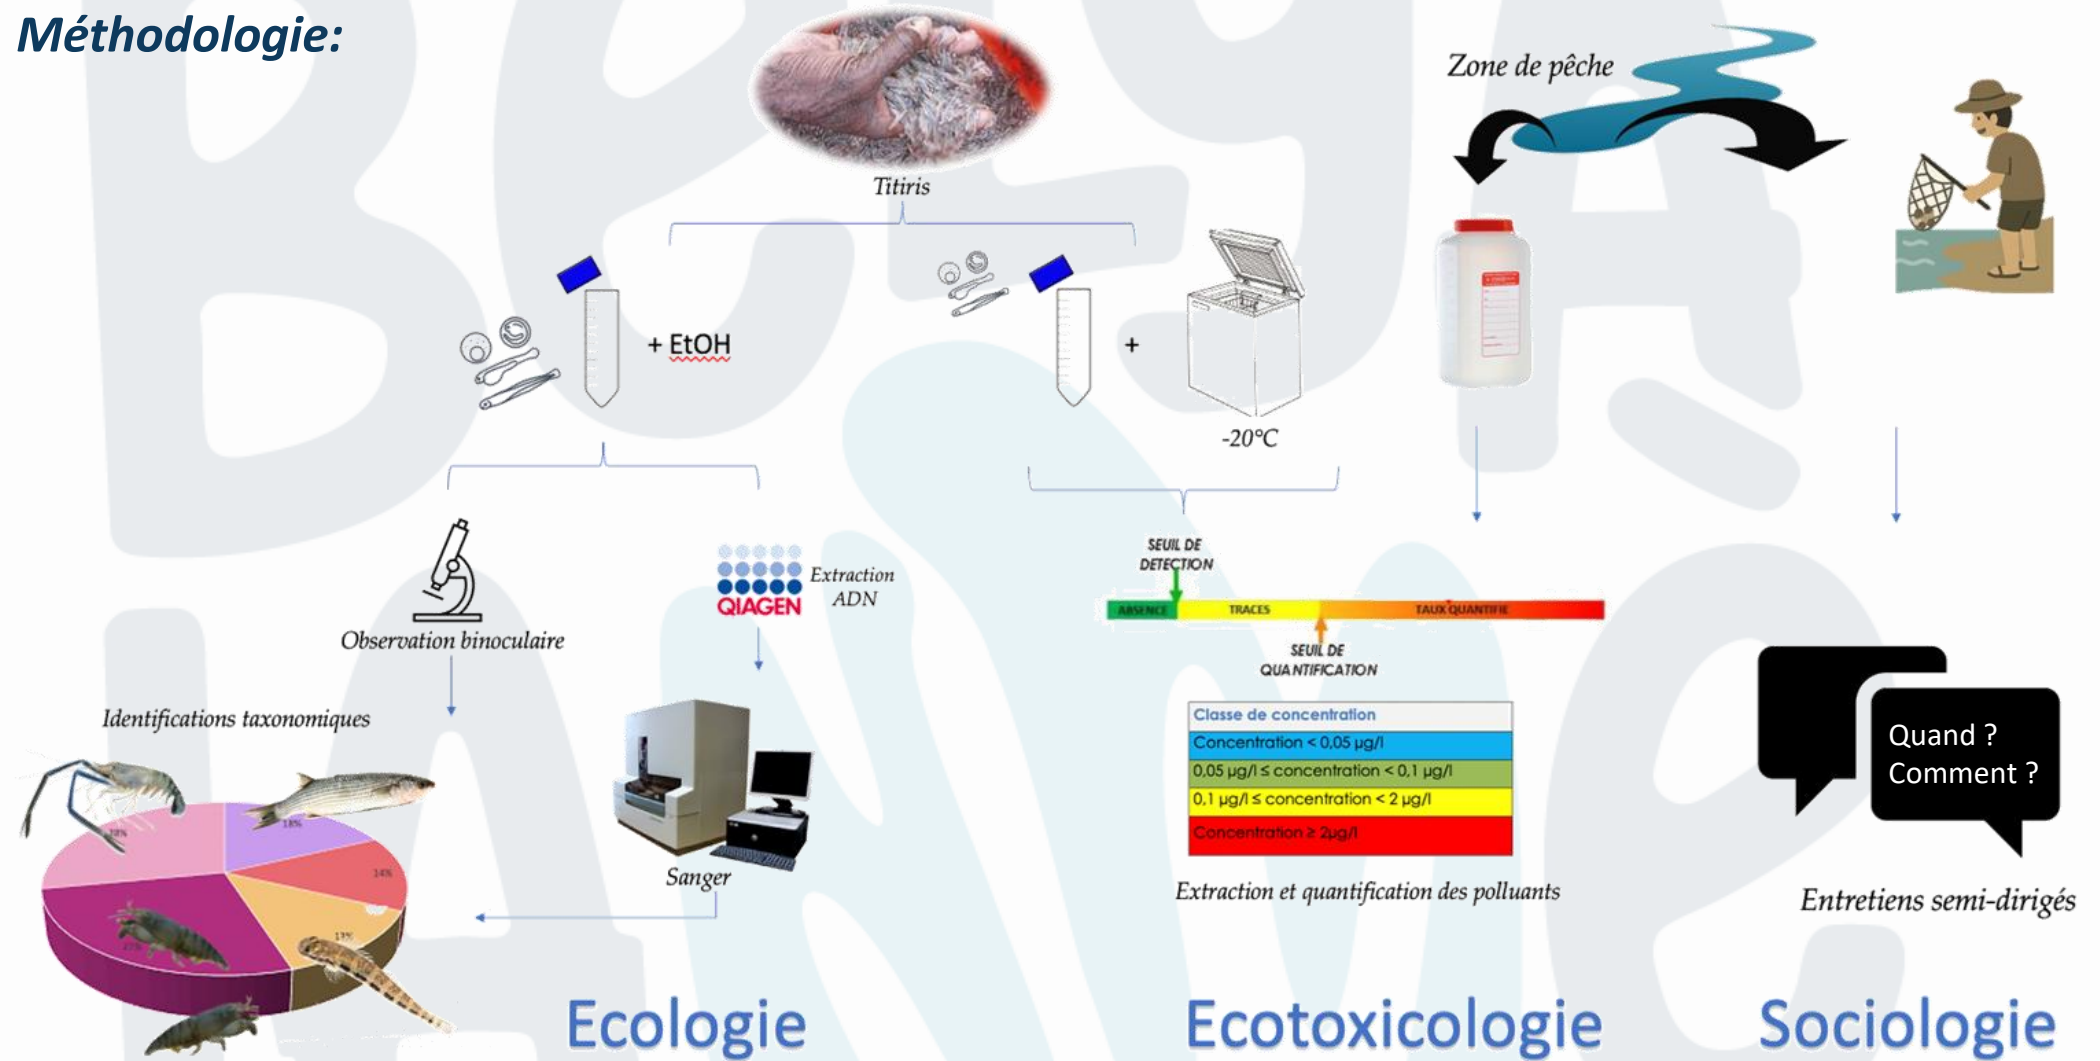 Méthodologie:
Zone de pêche
Titiris
+ EtOH
+
-20°C
SEUIL DE
DETECTION
ABSENCE
TRACES
TAUX QUANTIFIE
SEUIL DE
QUANTIFICATION
QIAGEN
Extraction
ADN
Observation binoculaire
Identifications taxonomiques
18%
14%
13%
Sanger
Classe de concentration
Concentration < 0,05 µg/l
0,05 µg/l ≤ concentration < 0,1 µg/l
0,1 µg/l ≤ concentration < 2 µg/l
Concentration ≥ 2µg/l
Extraction et quantification des polluants
Quand ?
Comment ?
Entretiens semi-dirigés
Ecologie
Ecotoxicologie
Sociologie